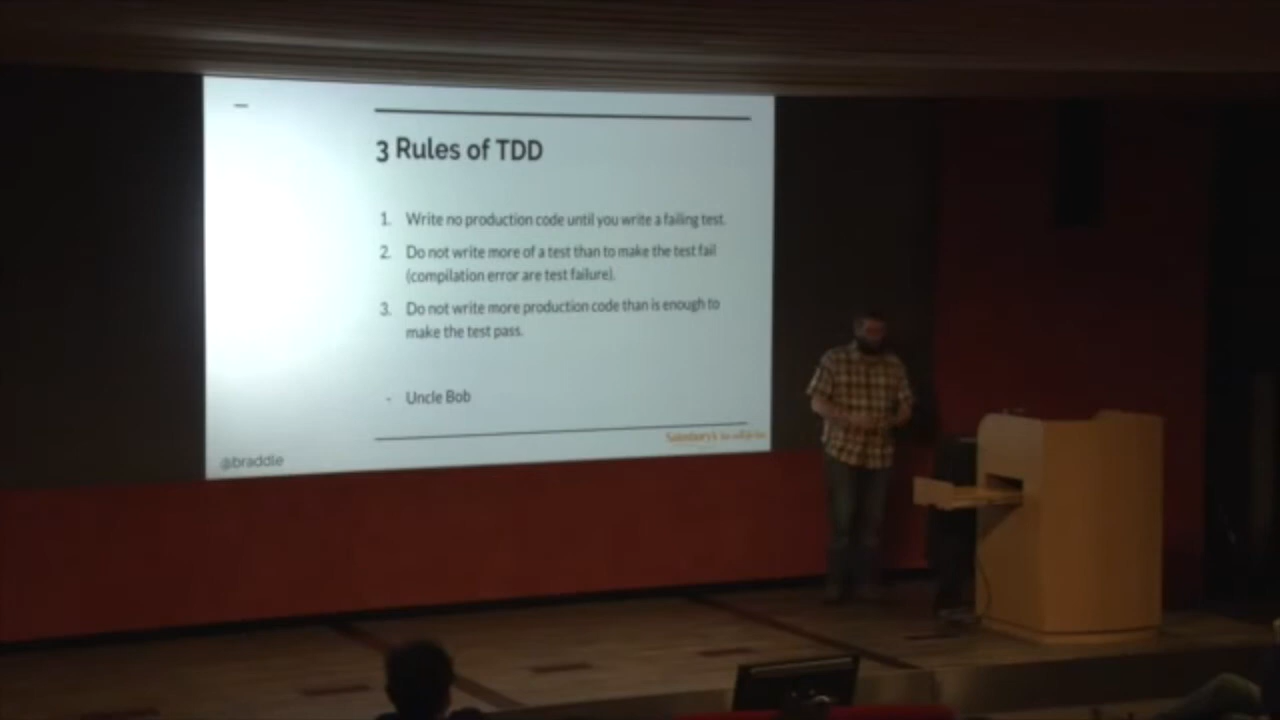 3 Rules of TDD
1. Write no production code until you write a failing test.
2. Do not write more of a test than to make the test fail
(compilation error are test failure).
3. Do not write more production code than is enough to
make the test pass.
- Uncle Bob
Sainsbury's
@braddle